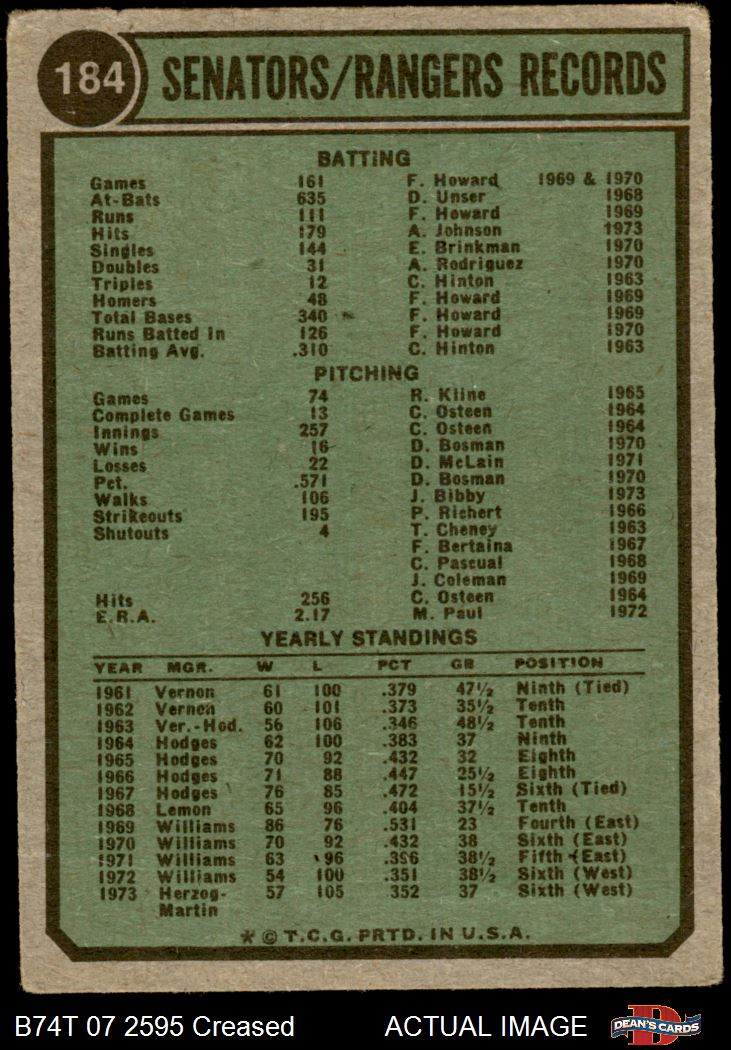 184 SENATORS/RANGERS RECORDS
BATTING
Games 161 F. Howard 1969 & 1970
At-Bats 635 D. Unser 1968
Runs 111 F. Howard 1969
Hits 179 A. Johnson 1973
Singles 144 E. Brinkman 1970
Doubles 31 A. Rodriguez 1970
Triples 12 C. Hinton 1963
Homers 48 F. Howard 1969
Total Bases 340 F. Howard 1969
Runs Batted In 126 F. Howard 1970
Batting Avg. .310 C. Hinton 1963
PITCHING
Games 74 R. Kline 1965
Complete Games 13 C. Osteen 1964
Innings 257 C. Osteen 1964
Wins 16 D. Bosman 1970
Losses 22 D. McLain 1971
Pct. .571 D. Bosman 1970
Walks 106 J. Bibby 1973
Strikeouts 195 P. Richert 1966
Shutouts 4 T. Cheney 1963
F. Bertaina 1967
C. Pascual 1968
J. Coleman 1969
Hits 256 C. Osteen 1964
E.R.A. 2.17 M. Paul 1972
YEARLY STANDINGS
YEAR MGR. W L PCT GB POSITION
1961 Vernon 61 100 .379 47½ Ninth (Tied)
1962 Vernon 60 101 .373 35½ Tenth
1963 Ver.-Hod. 56 106 .346 48½ Tenth
1964 Hodges 62 100 .383 37 Ninth
1965 Hodges 70 92 .432 32 Eighth
1966 Hodges 71 88 .447 25½ Eighth
1967 Hodges 76 85 .472 15½ Sixth (Tied)
1968 Lemon 65 96 .404 37½ Tenth
1969 Williams 86 76 .531 23 Fourth (East)
1970 Williams 70 92 .432 38 Sixth (East)
1971 Williams 63 96 .396 38½ Fifth (East)
1972 Williams 54 100 .351 38½ Sixth (West)
1973 Herzog- 57 105 .352 37 Sixth (West)
Martin
* © T.C.G. PRTD. IN U.S.A.
B74T 07 2595 Creased ACTUAL IMAGE D DEAN'S CARDS